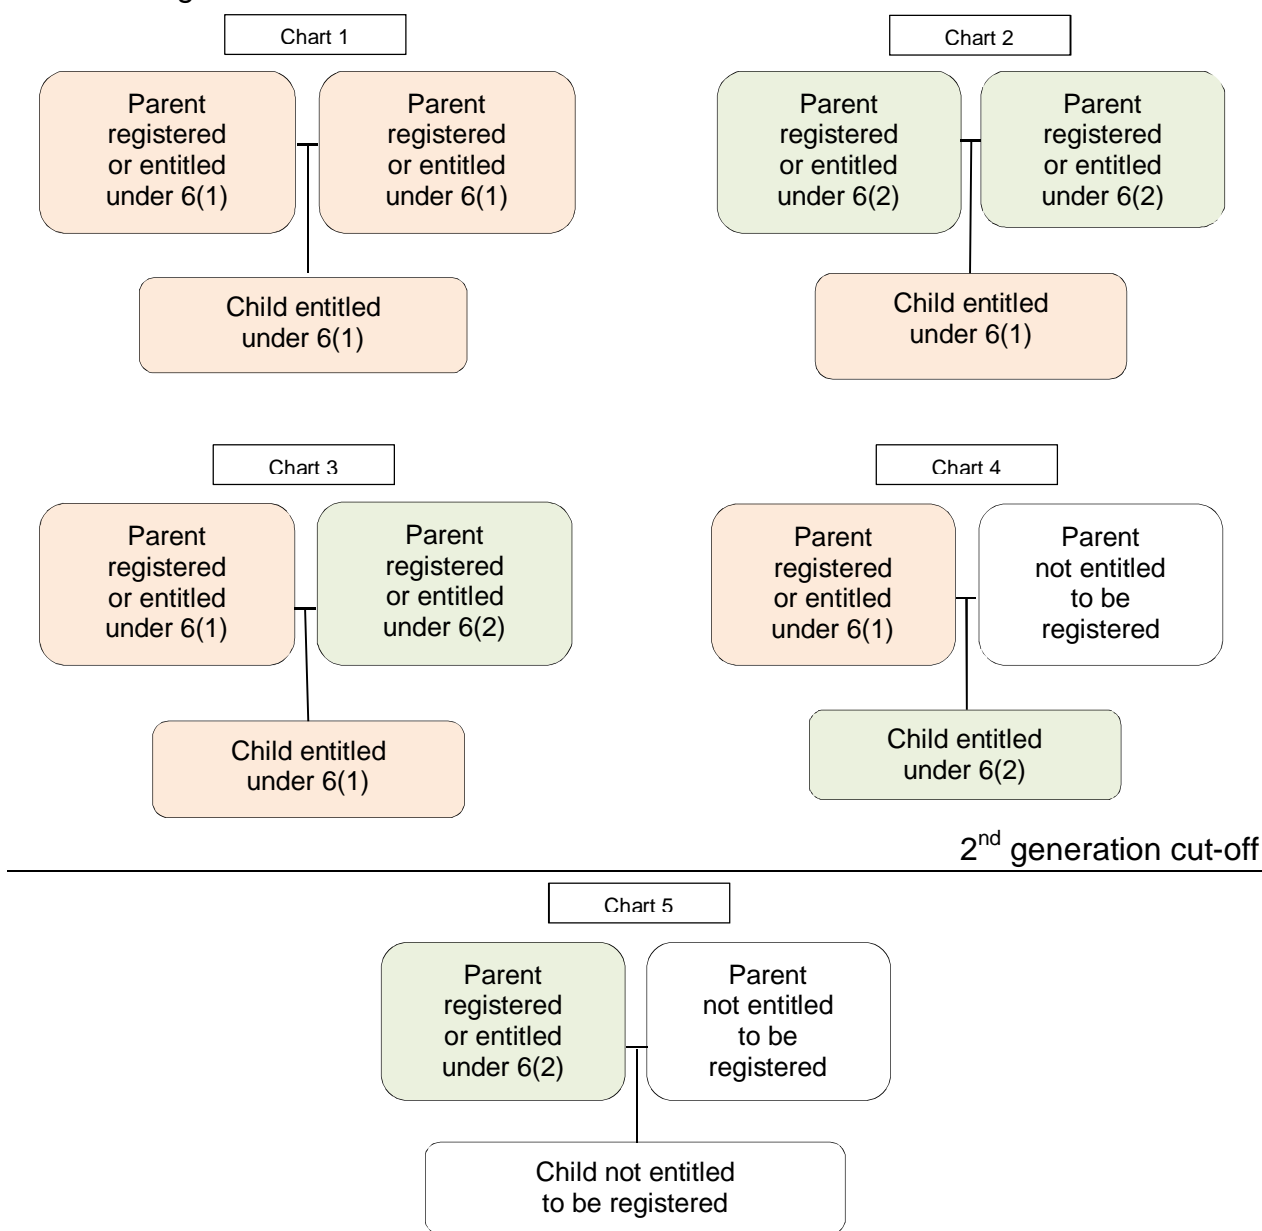 Chart 1
Parent
registered
or entitled
under 6(1)
Parent
registered
or entitled
under 6(1)
Child entitled
under 6(1)
Chart 2
Parent
registered
or entitled
under 6(2)
Parent
registered
or entitled
under 6(2)
Child entitled
under 6(1)
Chart 3
Parent
registered
or entitled
under 6(1)
Parent
registered
or entitled
under 6(2)
Child entitled
under 6(1)
Chart 4
Parent
registered
or entitled
under 6(1)
Parent
not entitled
to be
registered
Child entitled
under 6(2)
2nd generation cut-off
Chart 5
Parent
registered
or entitled
under 6(2)
Parent
not entitled
to be
registered
Child not entitled
to be registered